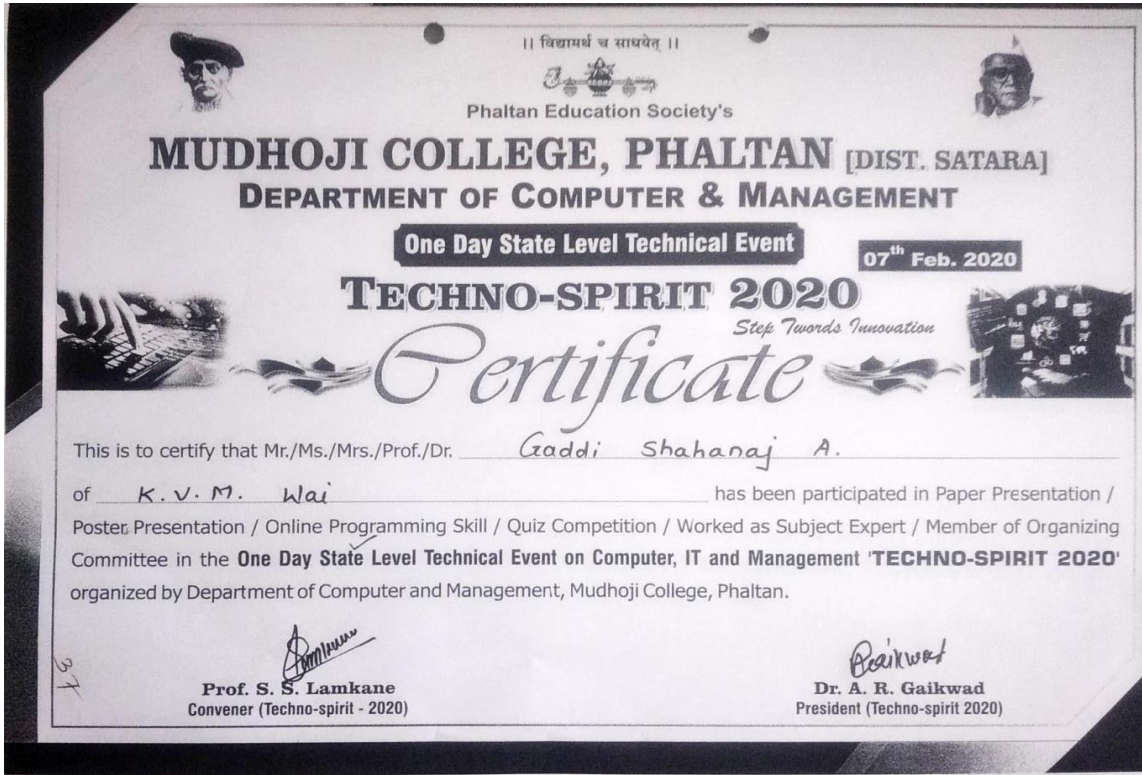 ।। विद्यामर्थं च साधयेत् ।।
Phaltan Education Society's
MUDHOJI COLLEGE, PHALTAN [DIST. SATARA]
DEPARTMENT OF COMPUTER & MANAGEMENT
One Day State Level Technical Event
07th Feb. 2020
TECHNO-SPIRIT 2020
Step Twords Innovation
Certificate
This is to certify that Mr./Ms./Mrs./Prof./Dr. Gaddi Shahanaj A.
of K.V.M. Wai has been participated in Paper Presentation /
Poster Presentation / Online Programming Skill / Quiz Competition / Worked as Subject Expert / Member of Organizing
Committee in the One Day State Level Technical Event on Computer, IT and Management 'TECHNO-SPIRIT 2020'
organized by Department of Computer and Management, Mudhoji College, Phaltan.
37
Gaikwad
Prof. S. S. Lamkane
Dr. A. R. Gaikwad
Convener (Techno-spirit - 2020)
President (Techno-spirit 2020)